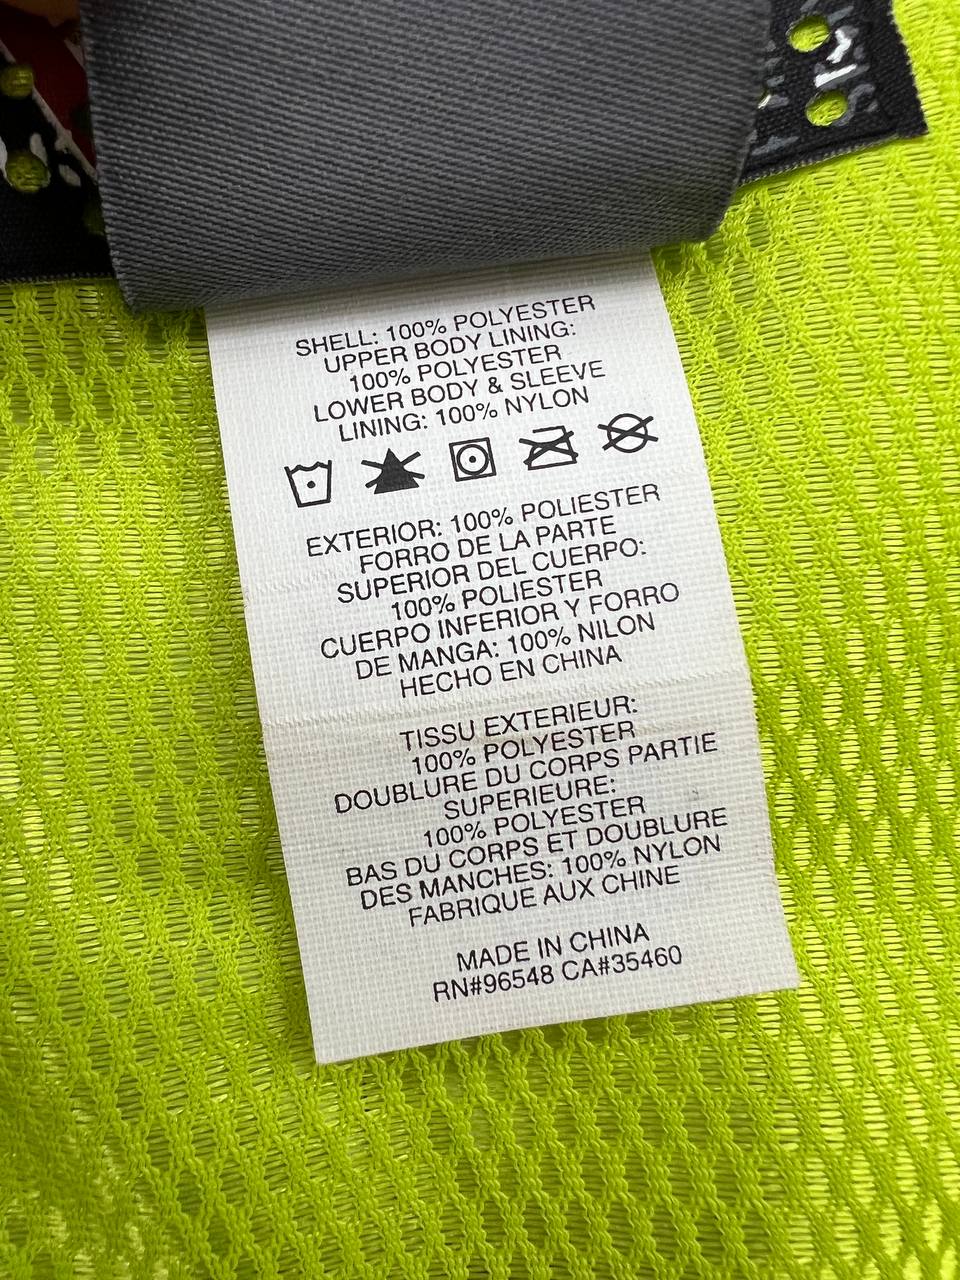 SHELL: 100% POLYESTER
UPPER BODY LINING:
100% POLYESTER
LOWER BODY & SLEEVE
LINING: 100% NYLON
EXTERIOR: 100% POLIESTER
FORRO DE LA PARTE
SUPERIOR DEL CUERPO:
100% POLIESTER
CUERPO INFERIOR Y FORRO
DE MANGA: 100% NILON
HECHO EN CHINA
TISSU EXTERIEUR:
100% POLYESTER
DOUBLURE DU CORPS PARTIE
SUPERIEURE:
100% POLYESTER
BAS DU CORPS ET DOUBLURE
DES MANCHES: 100% NYLON
FABRIQUE AUX CHINE
MADE IN CHINA
RN#96548 CA#35460